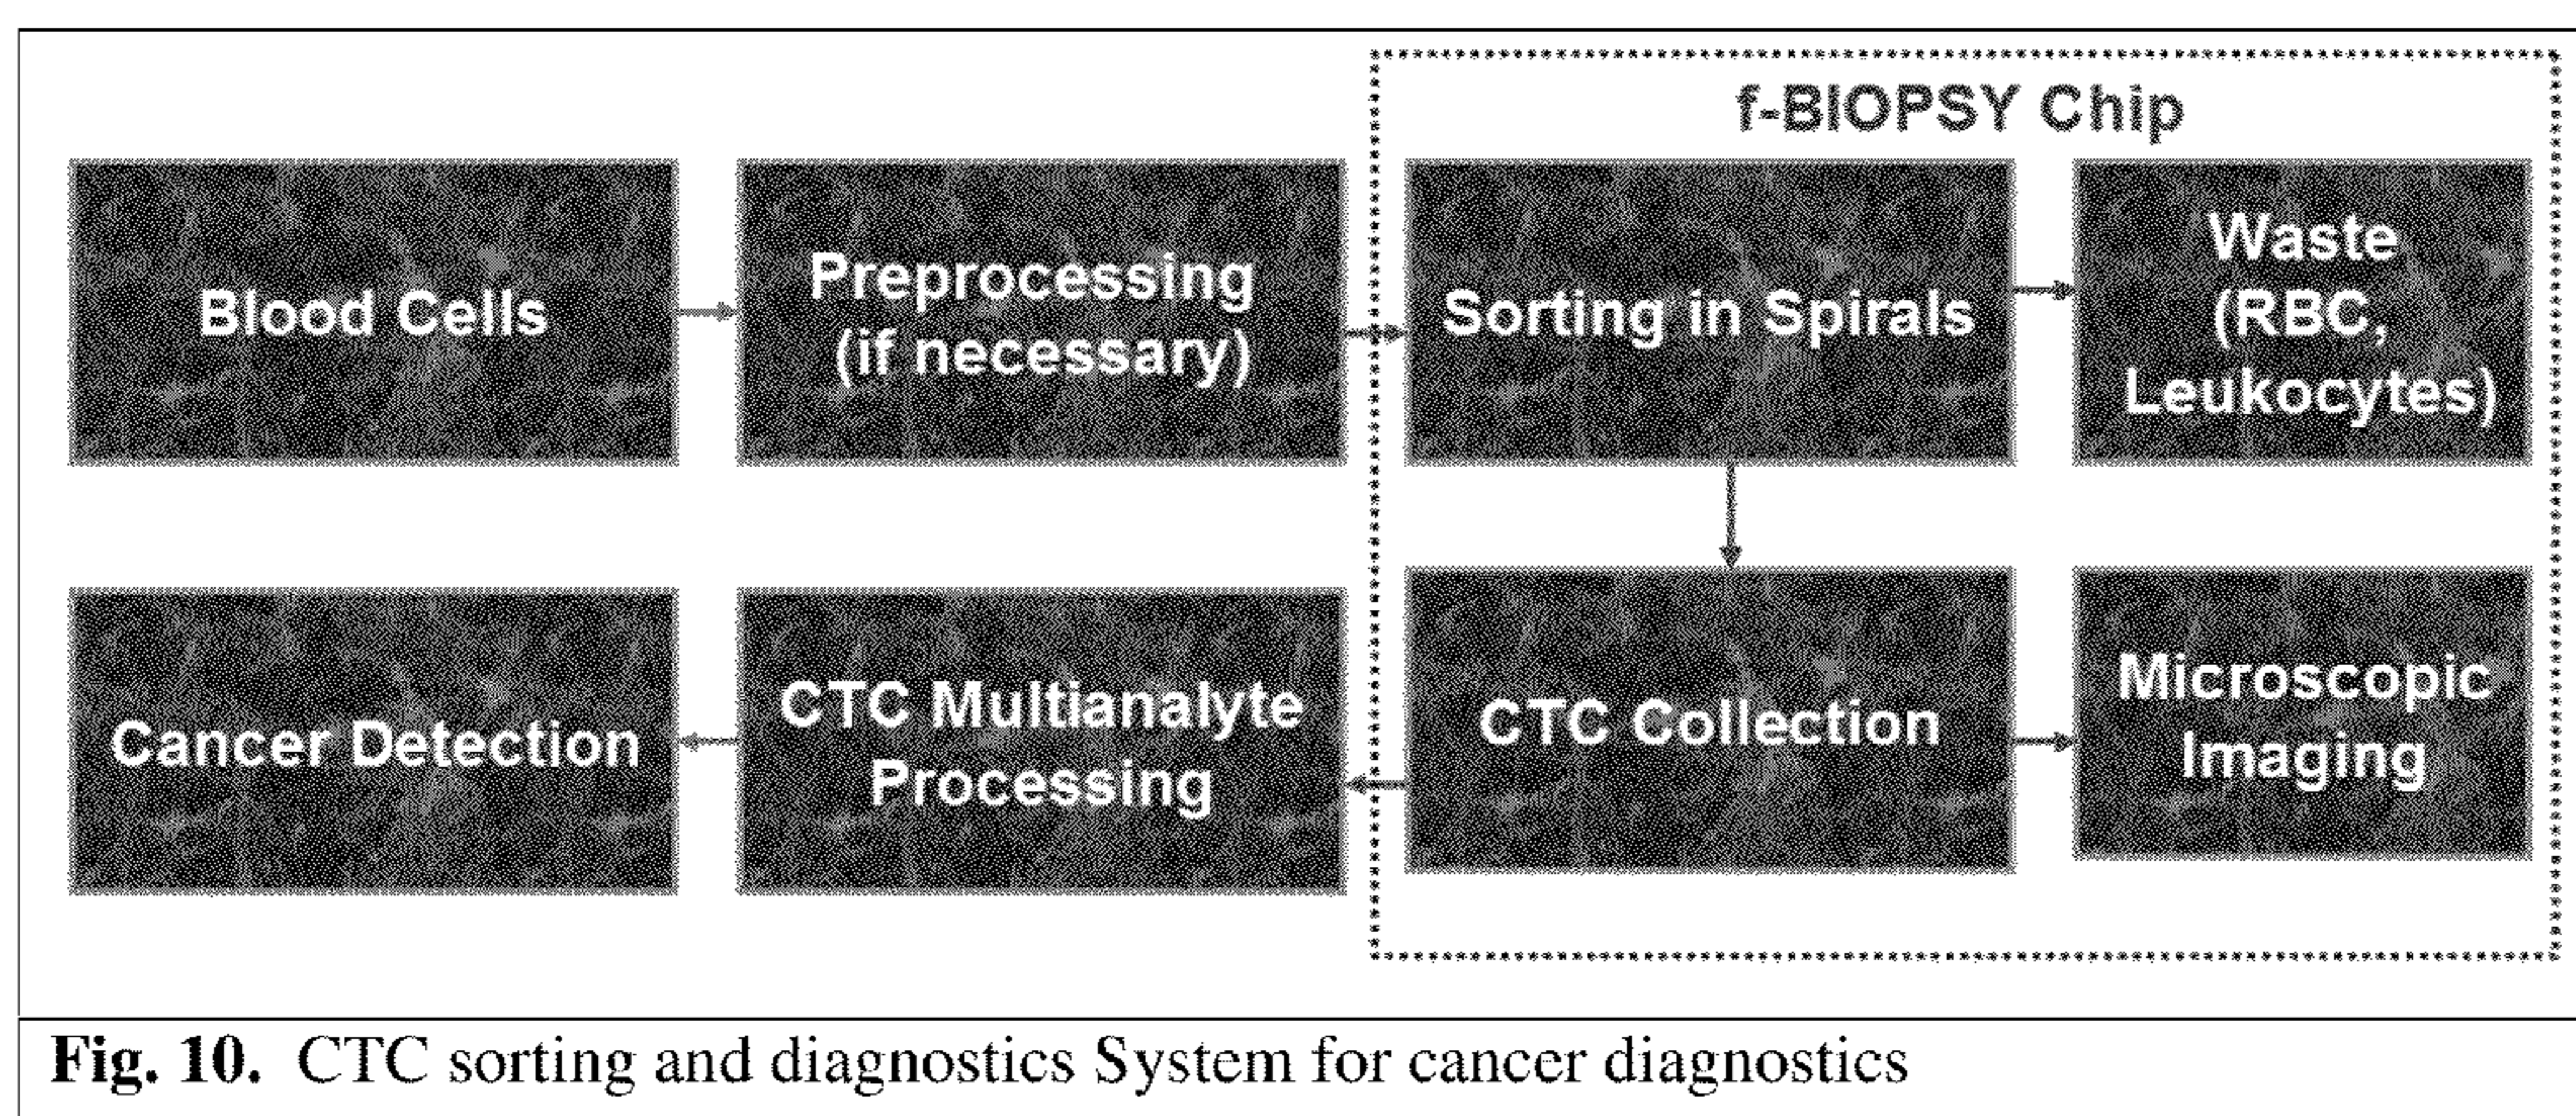 f-BIOPSY Chip
Blood Cells
Preprocessing
(if necessary)
Sorting in Spirals
Waste
(RBC,
Leukocytes)
Cancer Detection
CTC Multianalyte
Processing
CTC Collection
Microscopic
Imaging
Fig. 10. CTC sorting and diagnostics System for cancer diagnostics